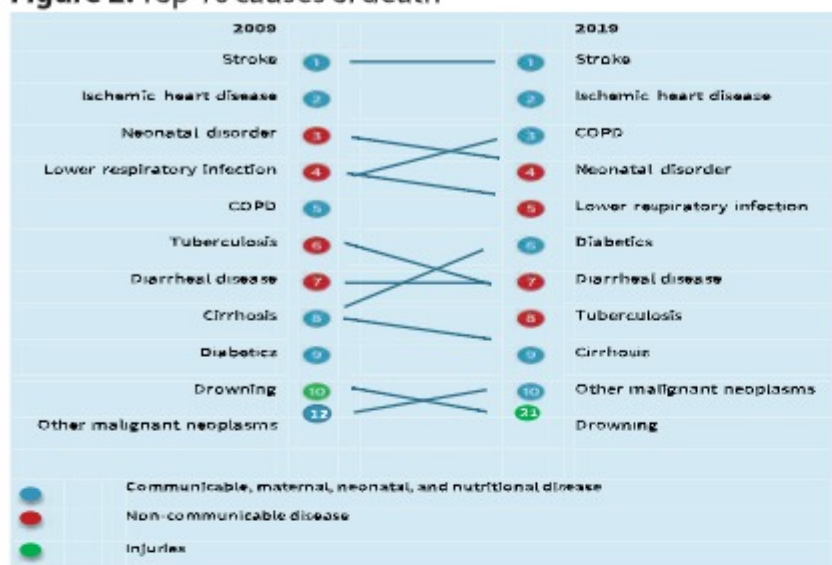 Figure 2. Top 10 causes of death
2009 2019
Stroke 1 1 Stroke
Ischemic heart disease 2 2 Ischemic heart disease
Neonatal disorder 3 3 COPD
Lower respiratory infection 4 4 Neonatal disorder
COPD 5 5 Lower respiratory infection
Tuberculosis 6 6 Diabetics
Diarrheal disease 7 7 Diarrheal disease
Cirrhosis 8 8 Tuberculosis
Diabetics 9 9 Cirrhosis
Drowning 10 10 Other malignant neoplasms
Other malignant neoplasms 12 21 Drowning
Communicable, maternal, neonatal, and nutritional disease
Non-communicable disease
Injuries